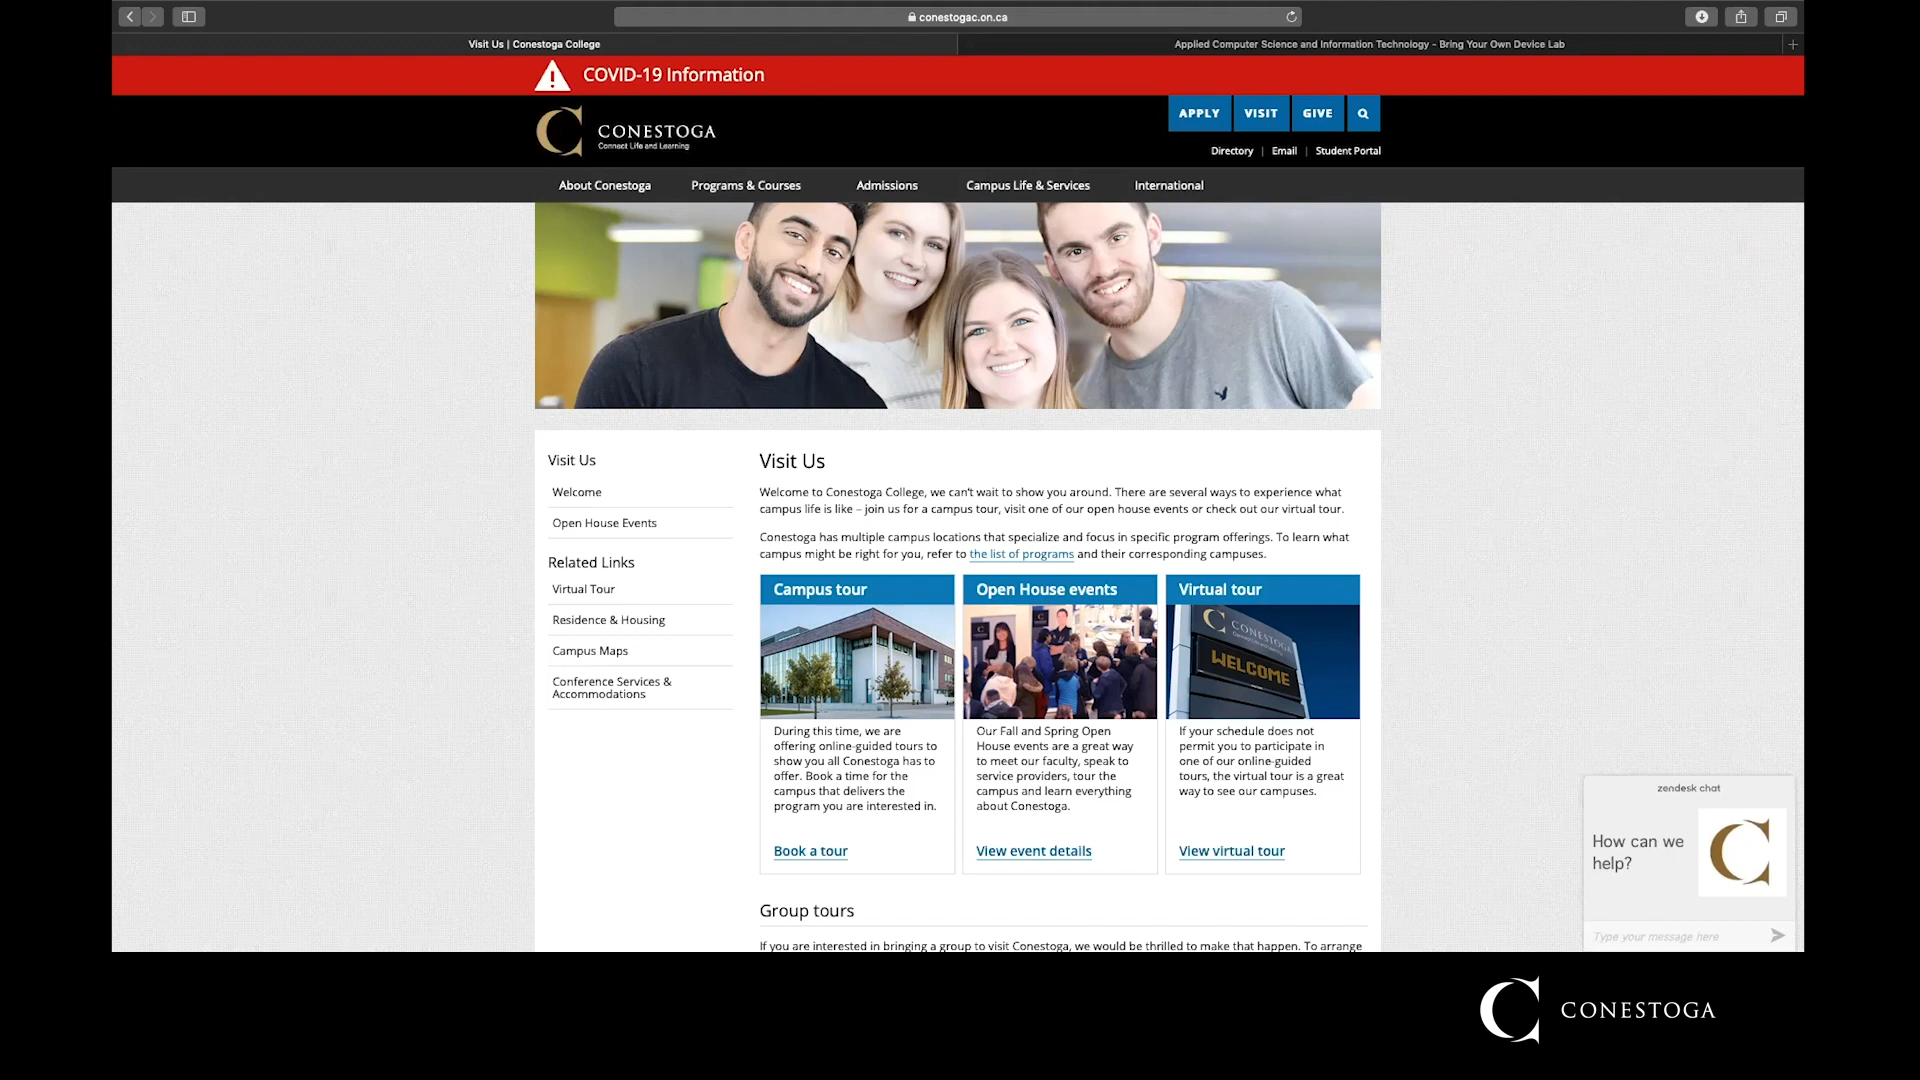 conestogac.on.ca
Visit Us | Conestoga College
Applied Computer Science and Information Technology - Bring Your Own Device Lab
COVID-19 Information
CONESTOGA
Connect Life and Learning
APPLY
VISIT
GIVE
Directory | Email | Student Portal
About Conestoga
Programs & Courses
Admissions
Campus Life & Services
International
Visit Us
Welcome
Open House Events
Related Links
Virtual Tour
Residence & Housing
Campus Maps
Conference Services &
Accommodations
Visit Us
Welcome to Conestoga College, we can't wait to show you around. There are several ways to experience what
campus life is like – join us for a campus tour, visit one of our open house events or check out our virtual tour.
Conestoga has multiple campus locations that specialize and focus in specific program offerings. To learn what
campus might be right for you, refer to the list of programs and their corresponding campuses.
Campus tour
During this time, we are
offering online-guided tours to
show you all Conestoga has to
offer. Book a time for the
campus that delivers the
program you are interested in.
Book a tour
Open House events
Our Fall and Spring Open
House events are a great way
to meet our faculty, speak to
service providers, tour the
campus and learn everything
about Conestoga.
View event details
Virtual tour
CONESTOGA
Connect Life and Learning
WELCOME
If your schedule does not
permit you to participate in
one of our online-guided
tours, the virtual tour is a great
way to see our campuses.
View virtual tour
Group tours
If you are interested in bringing a group to visit Conestoga, we would be thrilled to make that happen. To arrange
zendesk chat
How can we
help?
Type your message here
CONESTOGA